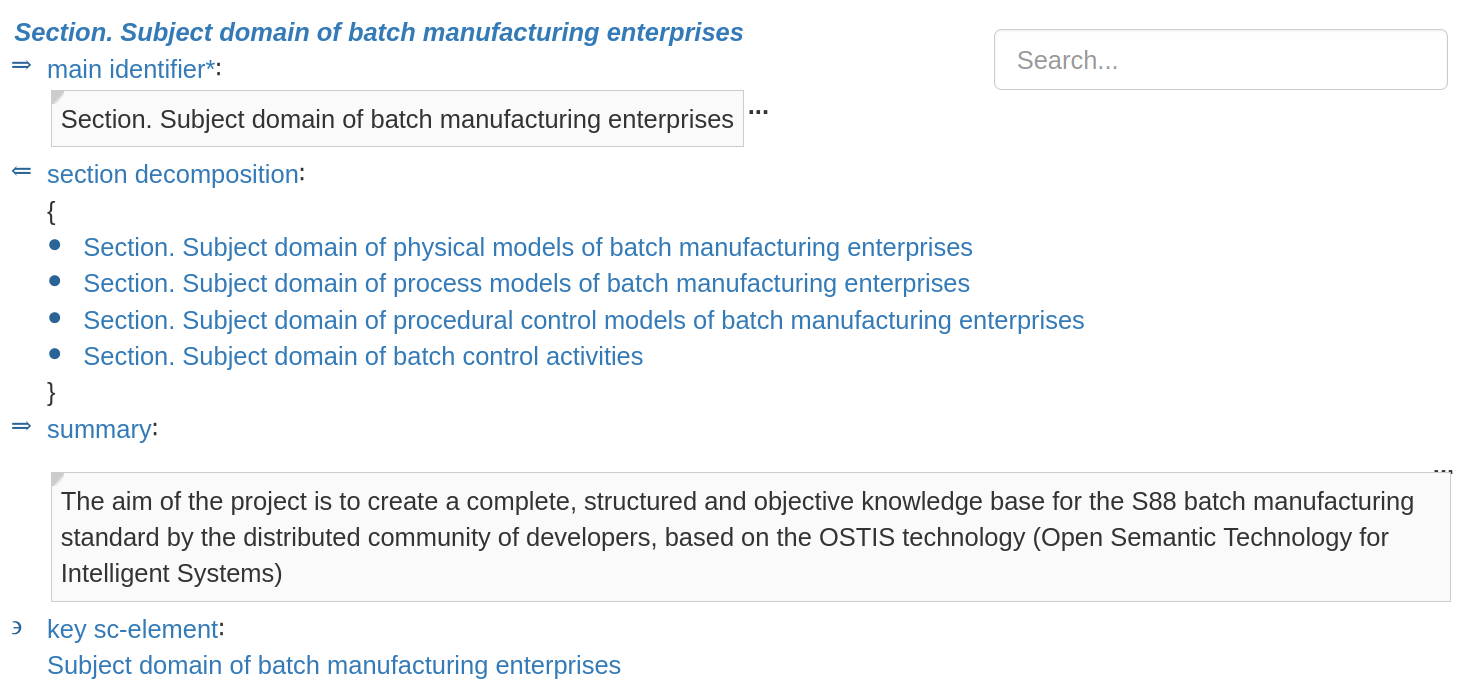 Section. Subject domain of batch manufacturing enterprises
Search...
⇒ main identifier*:
Section. Subject domain of batch manufacturing enterprises ...
⇐ section decomposition:
{
● Section. Subject domain of physical models of batch manufacturing enterprises
● Section. Subject domain of process models of batch manufacturing enterprises
● Section. Subject domain of procedural control models of batch manufacturing enterprises
● Section. Subject domain of batch control activities
}
⇒ summary:
...
The aim of the project is to create a complete, structured and objective knowledge base for the S88 batch manufacturing
standard by the distributed community of developers, based on the OSTIS technology (Open Semantic Technology for
Intelligent Systems)
∍ key sc-element:
Subject domain of batch manufacturing enterprises